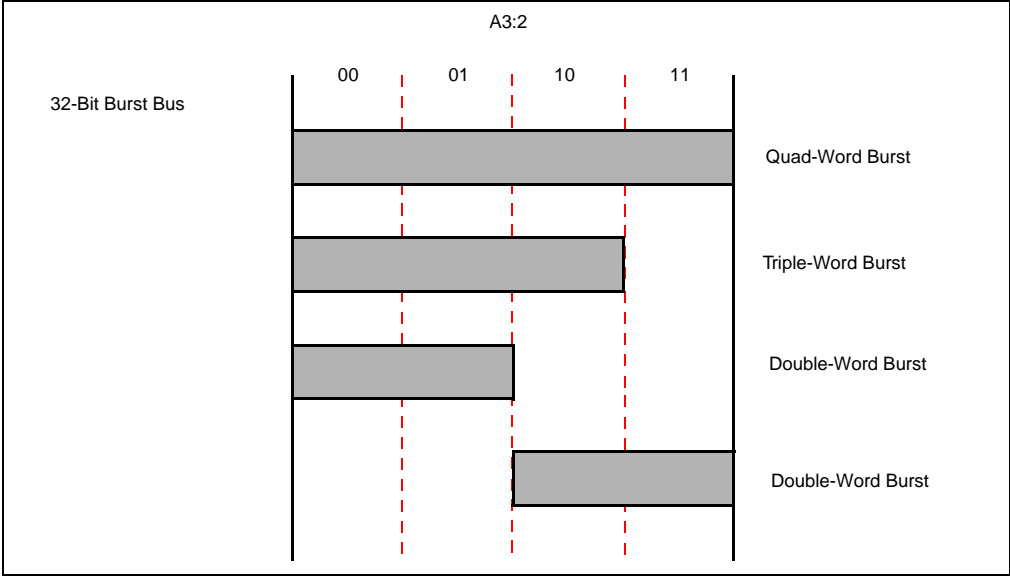 A3:2
00 01 10 11
32-Bit Burst Bus
Quad-Word Burst
Triple-Word Burst
Double-Word Burst
Double-Word Burst